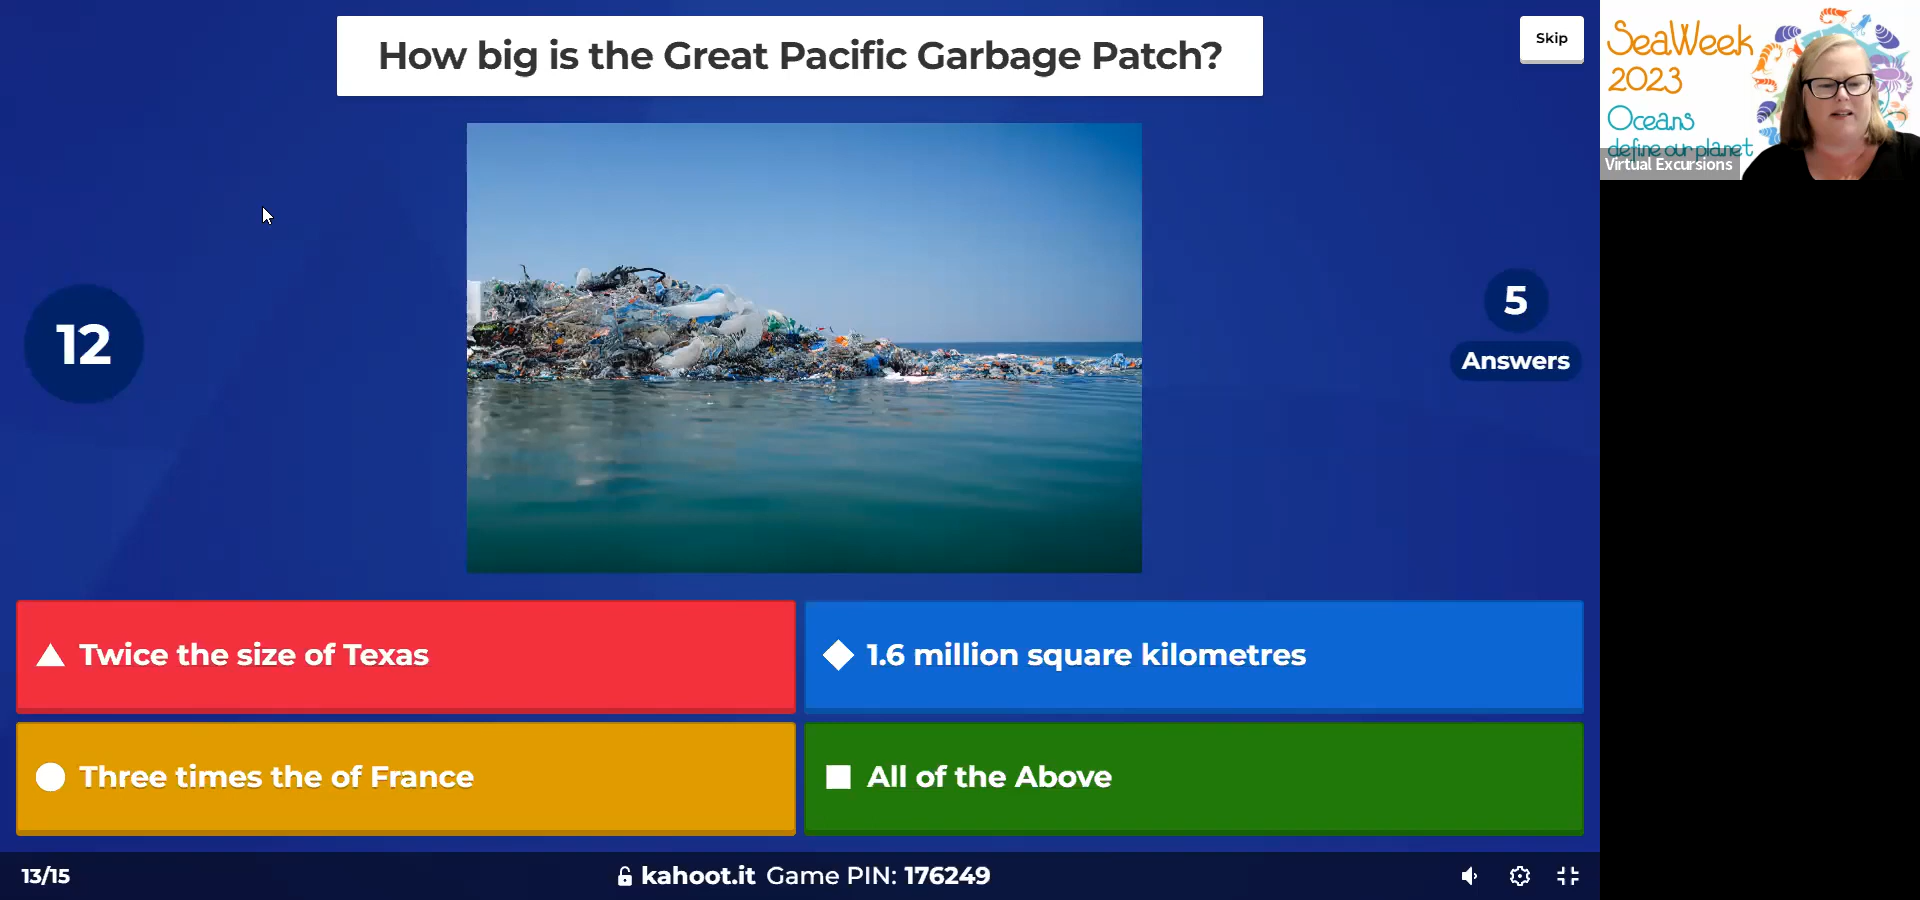 How big is the Great Pacific Garbage Patch?
Skip
SeaWeek
2023
Oceans
define our planet
Virtual Excursions
12
5
Answers
Twice the size of Texas
1.6 million square kilometres
Three times the of France
All of the Above
13/15
kahoot.it Game PIN: 176249